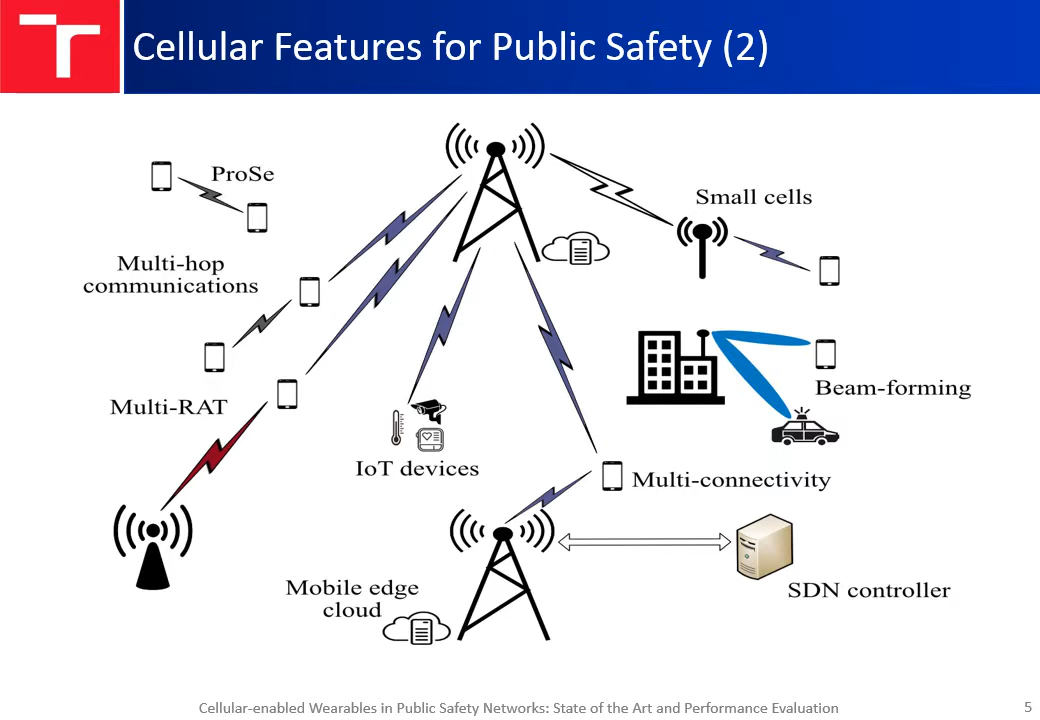 Cellular Features for Public Safety (2)
ProSe
Small cells
Multi-hop
communications
Beam-forming
Multi-RAT
IoT devices
Multi-connectivity
Mobile edge
cloud
SDN controller
Cellular-enabled Wearables in Public Safety Networks: State of the Art and Performance Evaluation
5